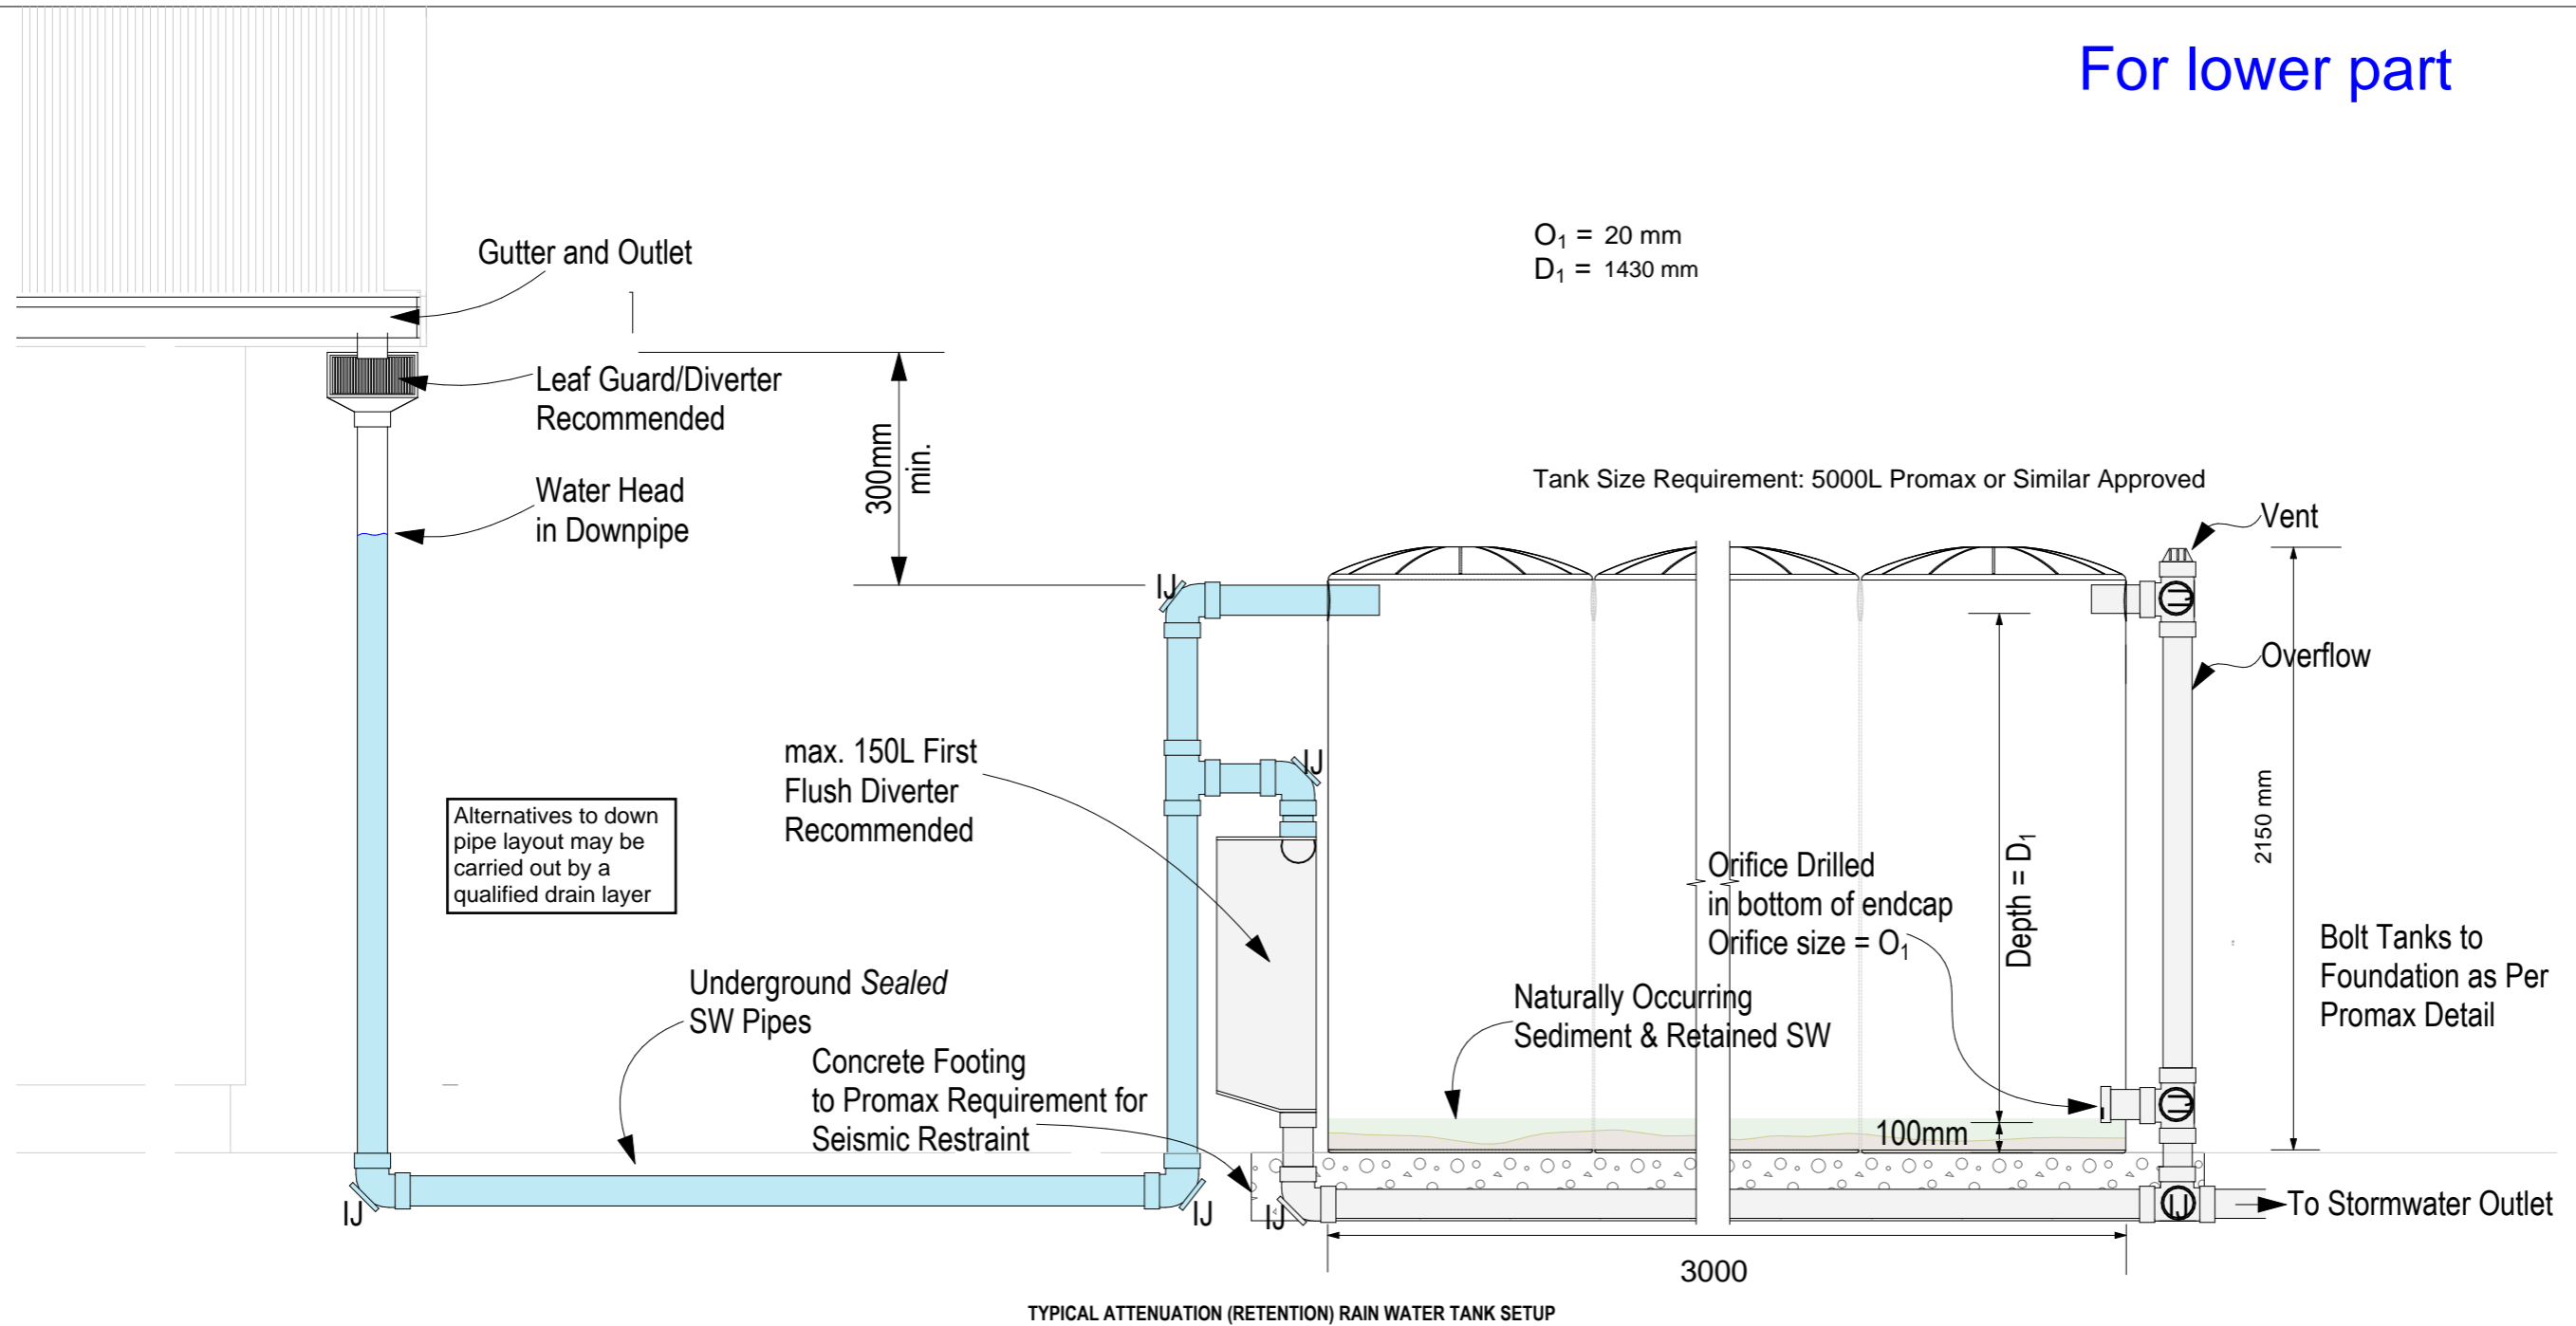 For lower part
O₁ = 20 mm
D₁ = 1430 mm
Gutter and Outlet
Leaf Guard/Diverter
Recommended
300mm
min.
Water Head
in Downpipe
Tank Size Requirement: 5000L Promax or Similar Approved
Vent
IJ
Overflow
max. 150L First
Flush Diverter
Recommended
IJ
Alternatives to down
pipe layout may be
carried out by a
qualified drain layer
2150 mm
Orifice Drilled
in bottom of endcap
Orifice size = O₁
Depth = D₁
Bolt Tanks to
Foundation as Per
Promax Detail
Underground Sealed
SW Pipes
Naturally Occurring
Sediment & Retained SW
Concrete Footing
to Promax Requirement for
Seismic Restraint
100mm
IJ
IJ
IJ
IJ
To Stormwater Outlet
3000
TYPICAL ATTENUATION (RETENTION) RAIN WATER TANK SETUP